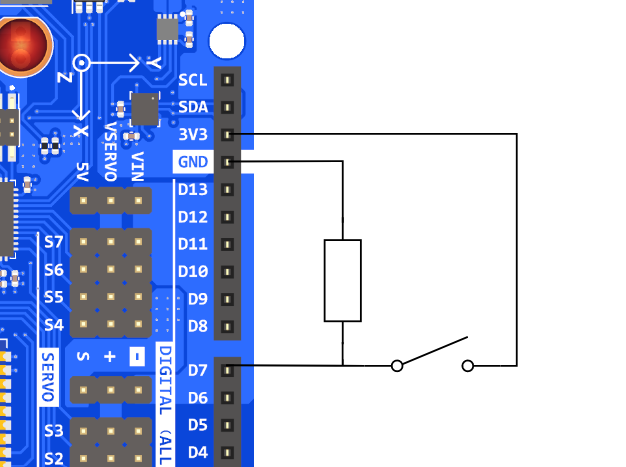 SCL
SDA
3V3
GND
D13
D12
D11
D10
D9
D8
D7
D6
D5
D4
Y
Z
X
5V
VSERVO
VIN
S7
S6
S5
S4
S + -
SERVO
S3
S2
DIGITAL (ALL